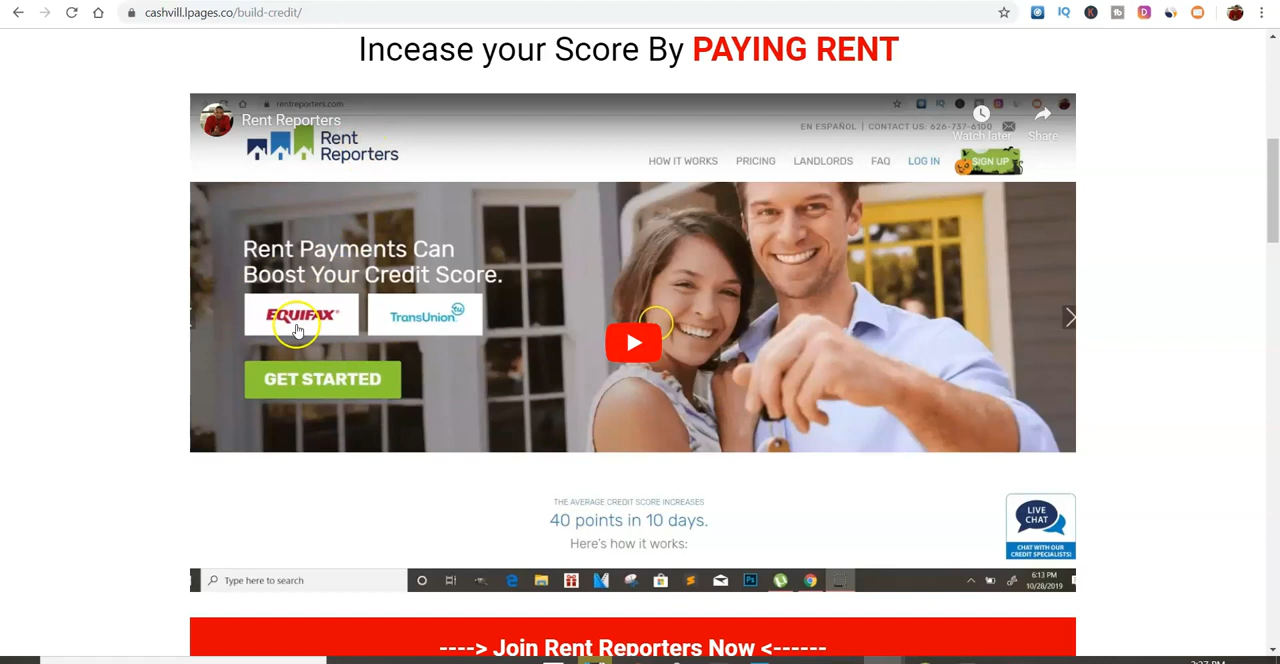 cashvill.lpages.co/build-credit/
Incease your Score By PAYING RENT
rentreporters.com
Rent Reporters
EN ESPAÑOL | CONTACT US: 626-737-6100
Watch later
Share
Rent
Reporters
HOW IT WORKS
PRICING
LANDLORDS
FAQ
LOG IN
SIGN UP
Rent Payments Can
Boost Your Credit Score.
EQUIFAX
TransUnion
tu
GET STARTED
THE AVERAGE CREDIT SCORE INCREASES
40 points in 10 days.
Here's how it works:
LIVE
CHAT
CHAT WITH OUR
CREDIT SPECIALISTS!
Type here to search
6:13 PM
10/28/2019
----> Join Rent Reporters Now <------